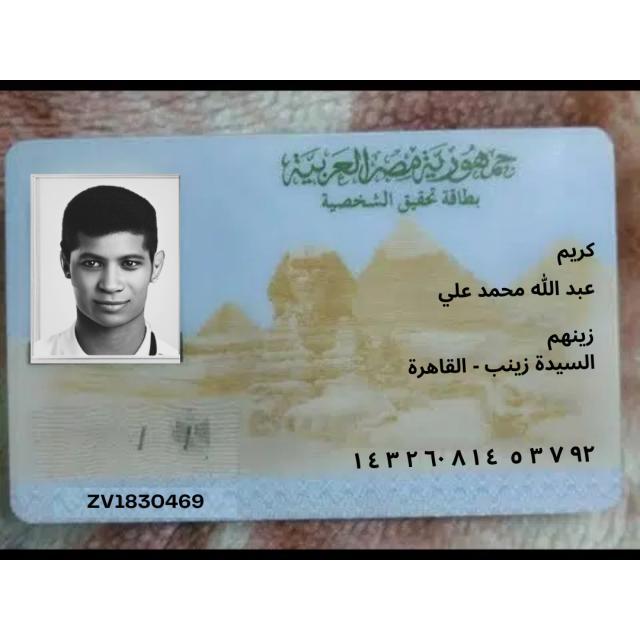 جمهورية مصر العربية
بطاقة تحقيق الشخصية
كريم
عبد الله محمد علي
زينهم
السيدة زينب - القاهرة
١٤٣٢٦٠٨١٤ ٥٣٧٩٢
ZV1830469